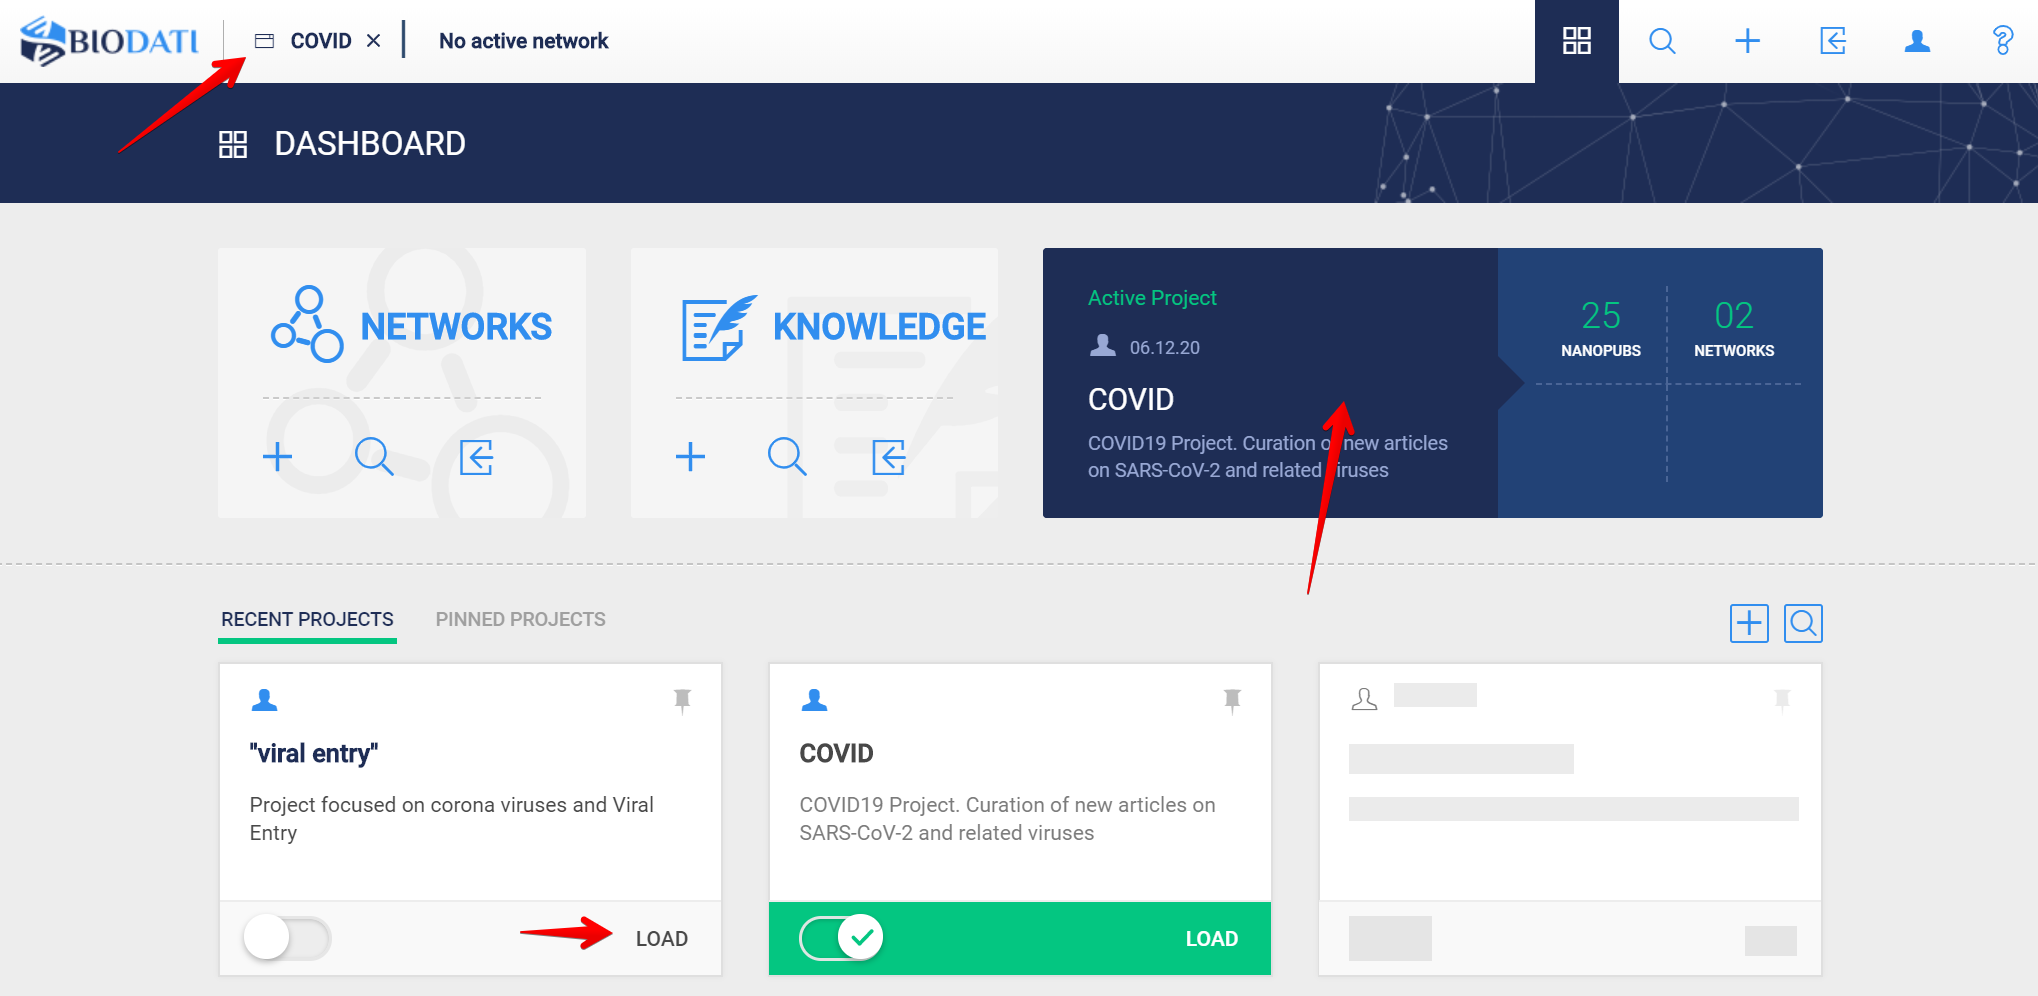 BIODATI COVID × No active network
DASHBOARD
NETWORKS
KNOWLEDGE
Active Project
06.12.20
COVID
COVID19 Project. Curation of new articles
on SARS-CoV-2 and related viruses
25
NANOPUBS
02
NETWORKS
RECENT PROJECTS PINNED PROJECTS
"viral entry"
Project focused on corona viruses and Viral
Entry
LOAD
COVID
COVID19 Project. Curation of new articles on
SARS-CoV-2 and related viruses
LOAD